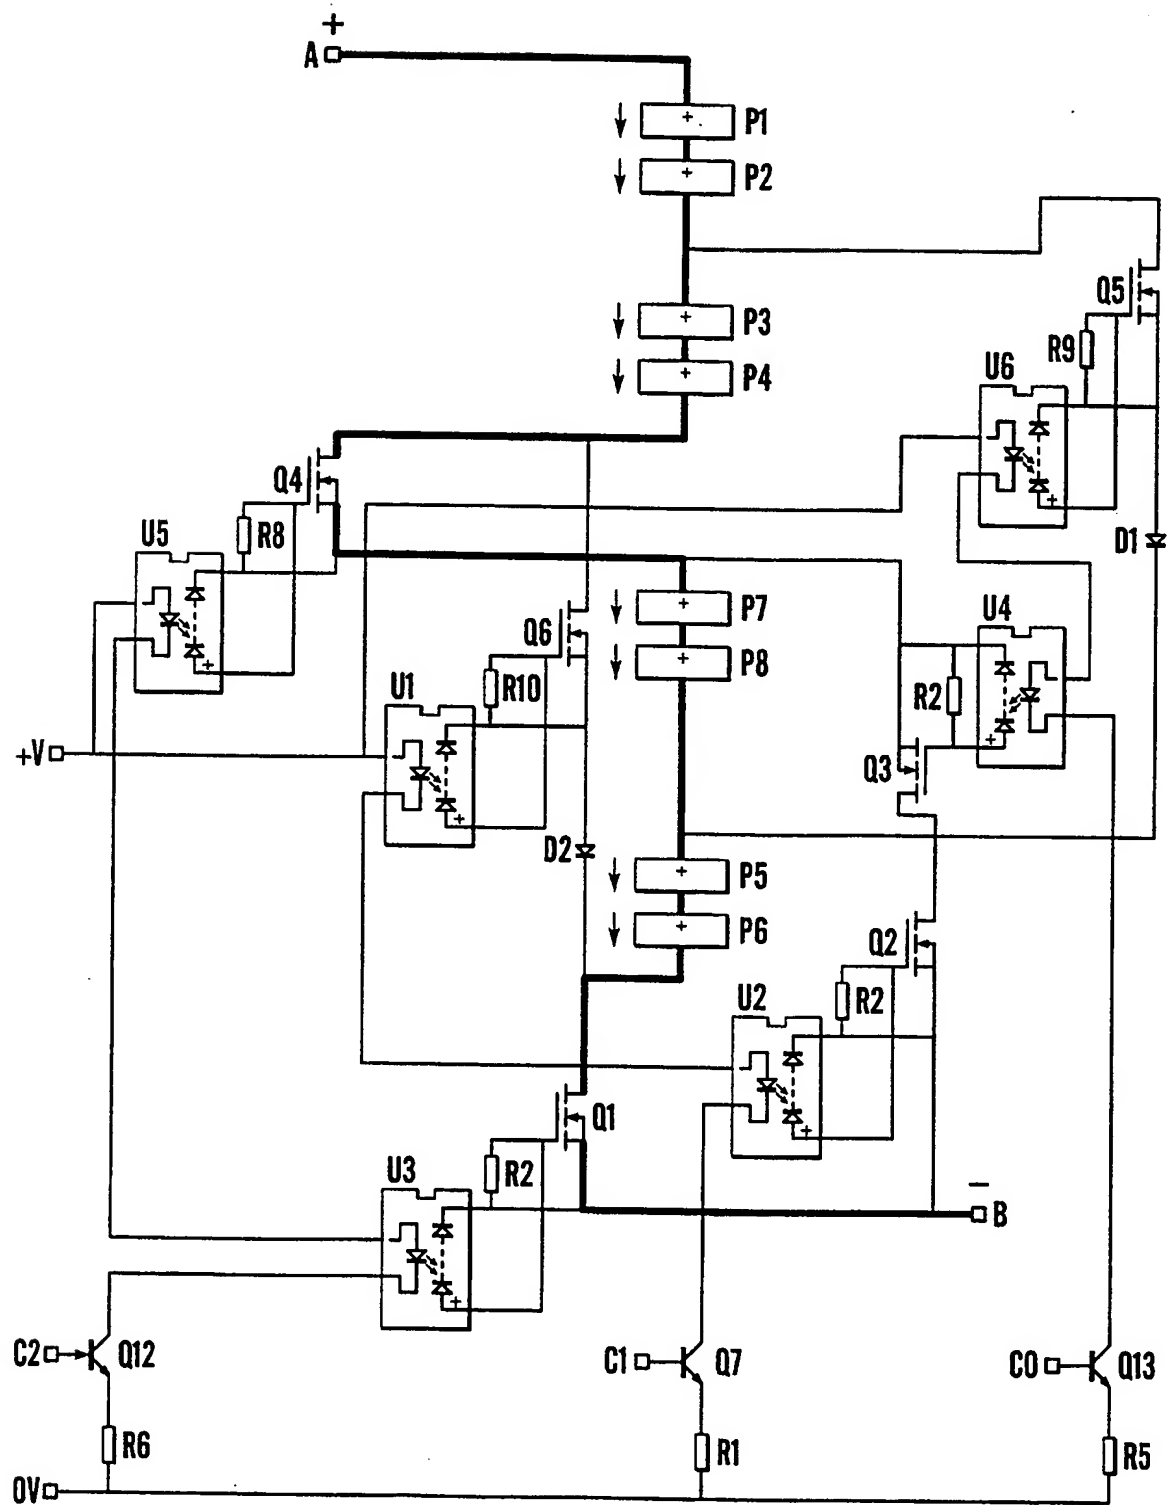 +
A
+ P1
+ P2
+ P3
Q5
+ P4
R9
U6
Q4
+
R8
U5
D1
+ P7
U4
Q6
+ P8
+
R10
U1
R2
+
+V
Q3
+
D2
+ P5
+ P6
Q2
U2
R2
Q1
+
U3
R2
−
B
+
C2 Q12
C1 Q7
C0 Q13
R6
R1
R5
0V